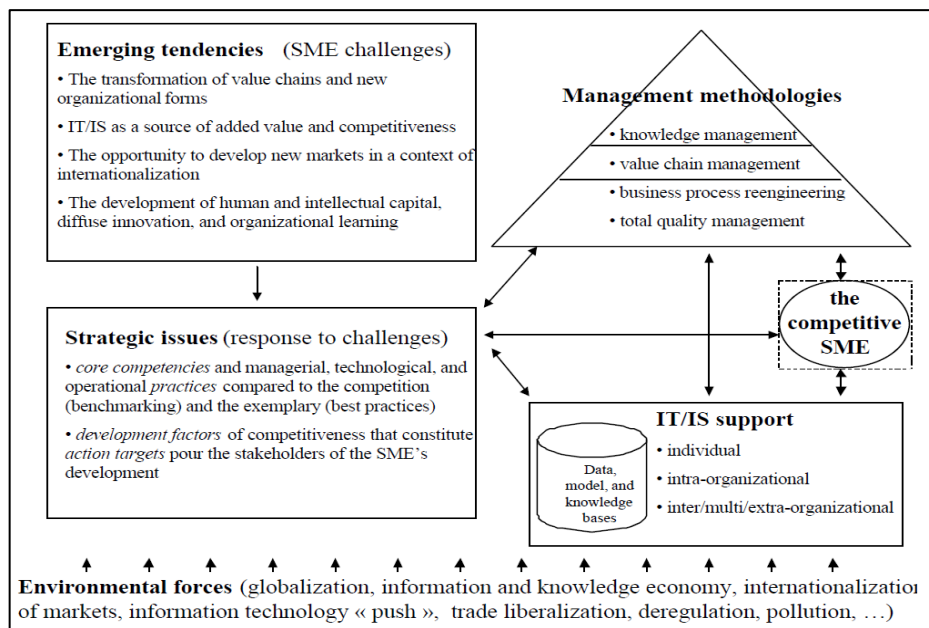 Emerging tendencies (SME challenges)
• The transformation of value chains and new
organizational forms
• IT/IS as a source of added value and competitiveness
• The opportunity to develop new markets in a context of
internationalization
• The development of human and intellectual capital,
diffuse innovation, and organizational learning
Management methodologies
• knowledge management
• value chain management
• business process reengineering
• total quality management
the
competitive
SME
Strategic issues (response to challenges)
• core competencies and managerial, technological, and
operational practices compared to the competition
(benchmarking) and the exemplary (best practices)
• development factors of competitiveness that constitute
action targets pour the stakeholders of the SME's
development
IT/IS support
Data,
model, and
knowledge
bases
• individual
• intra-organizational
• inter/multi/extra-organizational
Environmental forces (globalization, information and knowledge economy, internationalization
of markets, information technology « push », trade liberalization, deregulation, pollution, …)